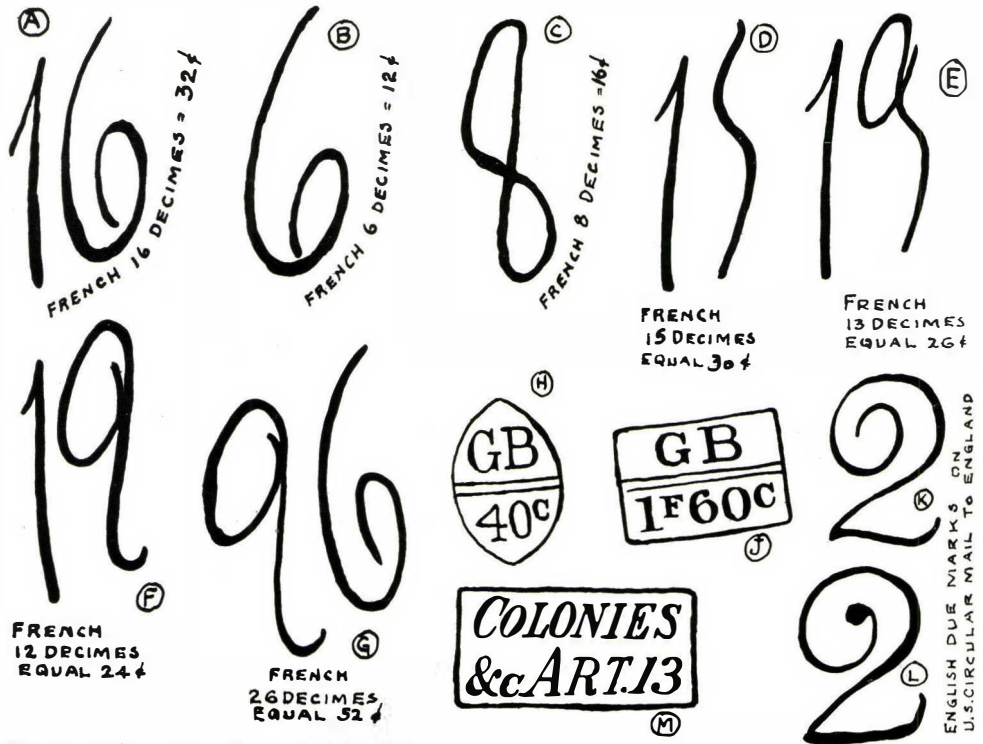 A
16
FRENCH 16 DECIMES = 32¢
B
6
FRENCH 6 DECIMES = 12¢
C
8
FRENCH 8 DECIMES = 16¢
D
15
FRENCH
15 DECIMES
EQUAL 30¢
E
13
FRENCH
13 DECIMES
EQUAL 26¢
12
F
FRENCH
12 DECIMES
EQUAL 24¢
26
G
FRENCH
26 DECIMES
EQUAL 52¢
H
GB
40C
GB
1F60C
J
COLONIES
&c ART.13
M
2
K
2
L
ENGLISH DUE MARKS ON
U.S. CIRCULAR MAIL TO ENGLAND